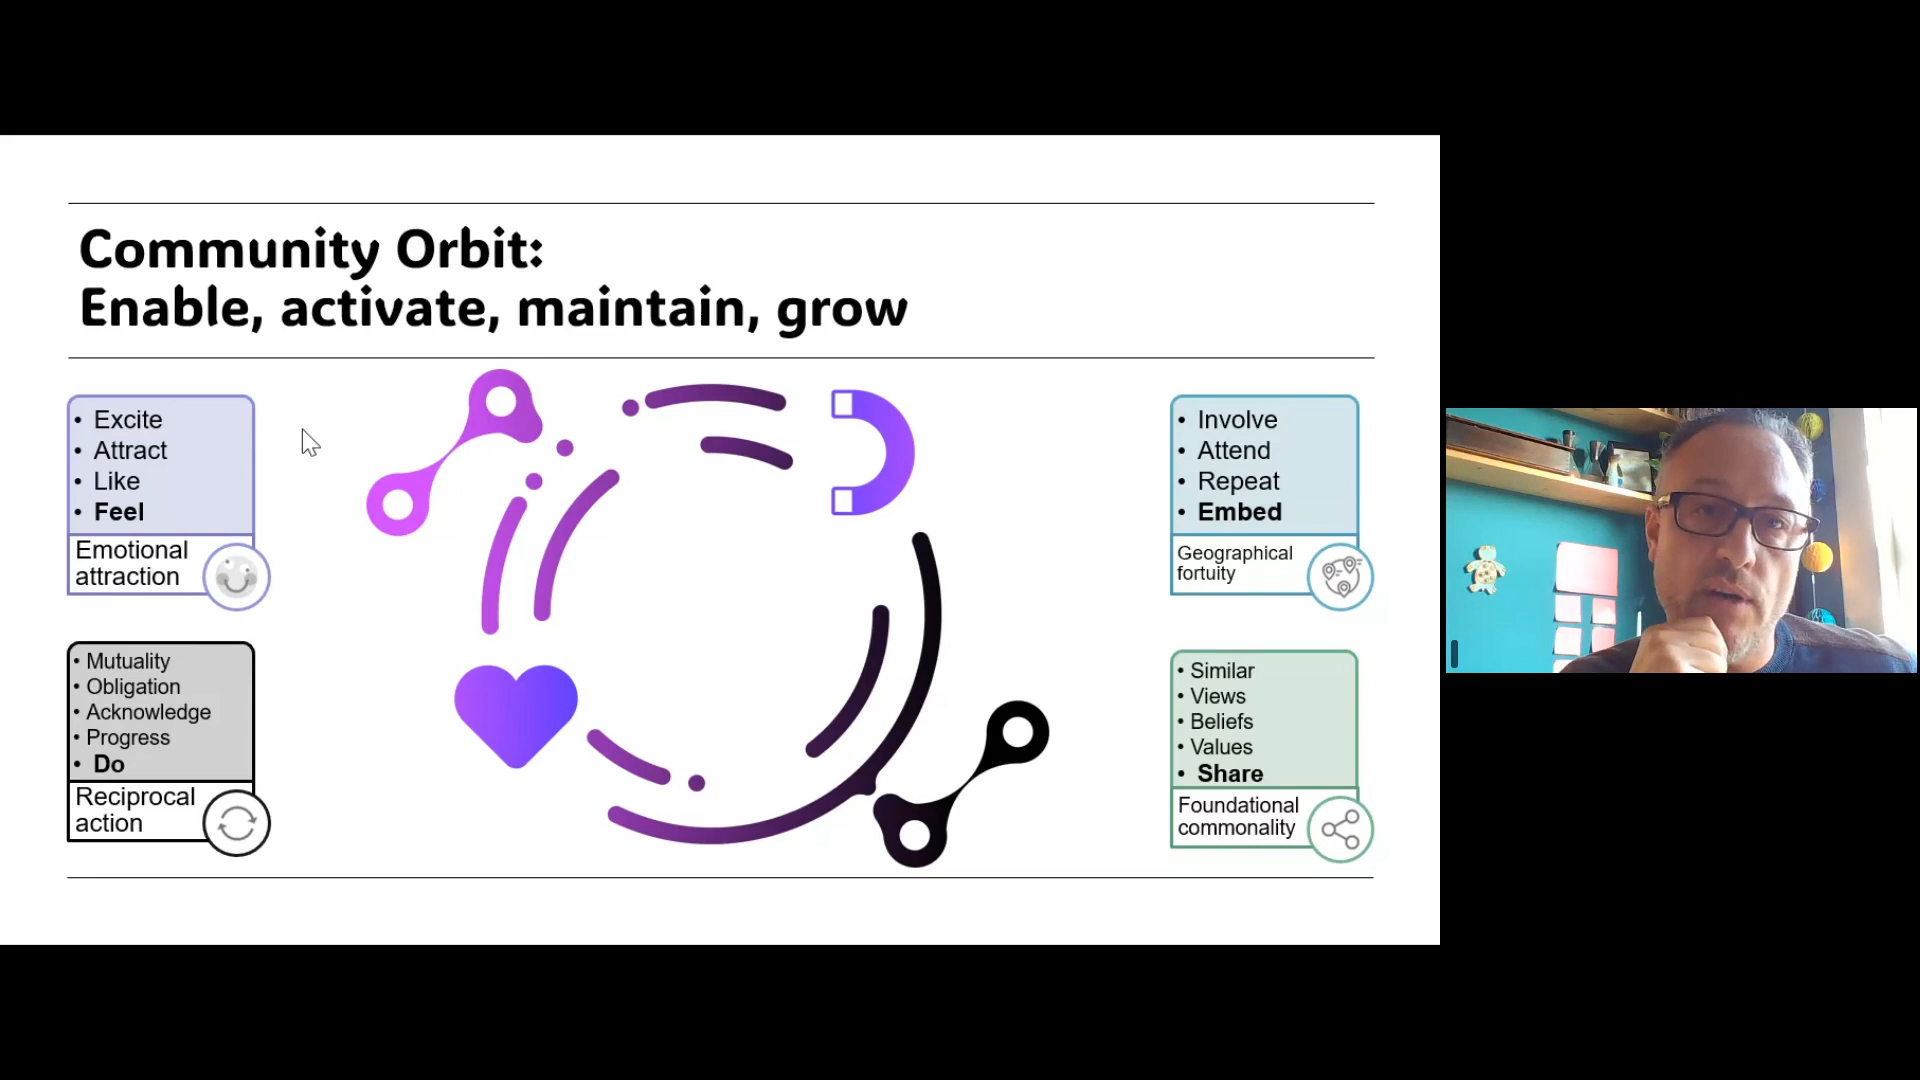 Community Orbit:
Enable, activate, maintain, grow
• Excite
• Attract
• Like
• Feel
Emotional
attraction
• Mutuality
• Obligation
• Acknowledge
• Progress
• Do
Reciprocal
action
• Involve
• Attend
• Repeat
• Embed
Geographical
fortuity
• Similar
• Views
• Beliefs
• Values
• Share
Foundational
commonality